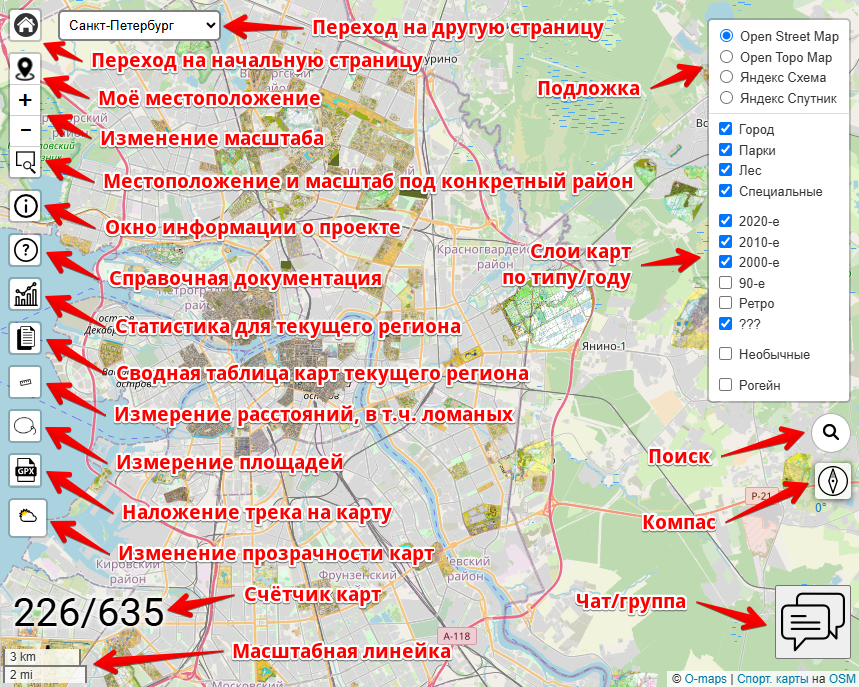 Санкт-Петербург
Переход на другую страницу
Переход на начальную страницу
Моё местоположение
+
−
Изменение масштаба
Местоположение и масштаб под конкретный район
Окно информации о проекте
?
Справочная документация
Статистика для текущего региона
Сводная таблица карт текущего региона
Измерение расстояний, в т.ч. ломаных
Измерение площадей
GPX
Наложение трека на карту
Изменение прозрачности карт
226/635
Счётчик карт
3 km
2 mi
Масштабная линейка
Подложка
Open Street Map
Open Topo Map
Яндекс Схема
Яндекс Спутник
Город
Парки
Лес
Специальные
Слои карт
по типу/году
2020-е
2010-е
2000-е
90-е
Ретро
???
Необычные
Рогейн
Поиск
Компас
0°
Чат/группа
Красногвардейс
район
Янино-1
Р-21
Кировский
район
Фрунзенский
район
Невский
район
А-118
Московский
остров
© O-maps | Спорт. карты на OSM